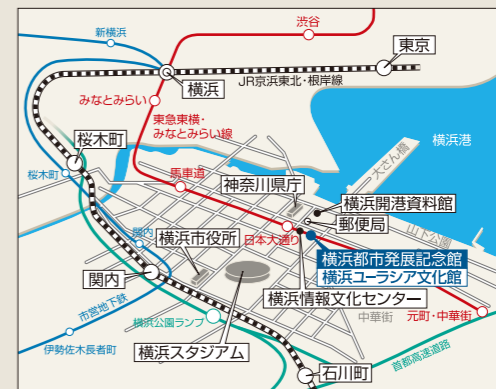 渋谷
新横浜
東京
横浜
JR京浜東北・根岸線
みなとみらい
東急東横・
みなとみらい線
横浜港
桜木町
大さん橋
桜木町
馬車道
神奈川県庁
横浜開港資料館
郵便局
山下公園
関内
横浜市役所
日本大通り
横浜都市発展記念館
横浜ユーラシア文化館
関内
横浜情報文化センター
市営地下鉄
中華街
元町・中華街
横浜公園ランプ
伊勢佐木長者町
横浜スタジアム
首都高速道路
石川町